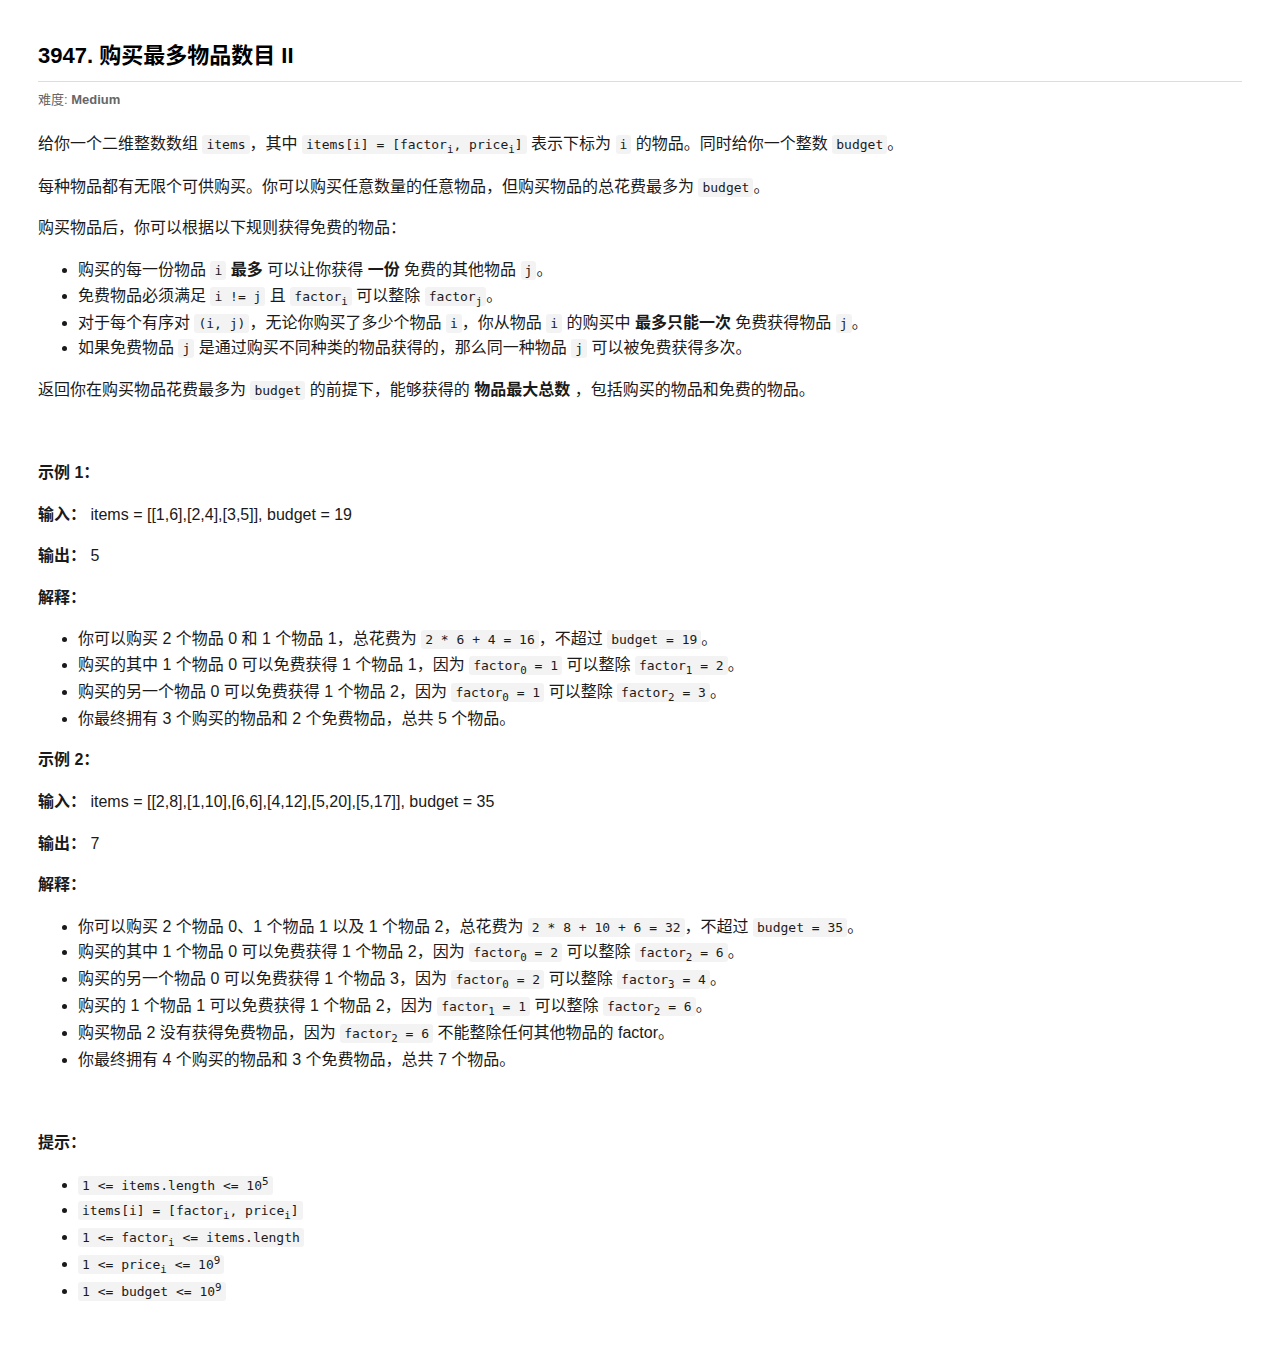 3947. 购买最多物品数目 II
难度: Medium
给你一个二维整数数组 items，其中 items[i] = [factori, pricei] 表示下标为 i 的物品。同时给你一个整数 budget。
每种物品都有无限个可供购买。你可以购买任意数量的任意物品，但购买物品的总花费最多为 budget。
购买物品后，你可以根据以下规则获得免费的物品：
• 购买的每一份物品 i 最多 可以让你获得 一份 免费的其他物品 j。
• 免费物品必须满足 i != j 且 factori 可以整除 factorj。
• 对于每个有序对 (i, j)，无论你购买了多少个物品 i，你从物品 i 的购买中 最多只能一次 免费获得物品 j。
• 如果免费物品 j 是通过购买不同种类的物品获得的，那么同一种物品 j 可以被免费获得多次。
返回你在购买物品花费最多为 budget 的前提下，能够获得的 物品最大总数 ，包括购买的物品和免费的物品。
示例 1：
输入： items = [[1,6],[2,4],[3,5]], budget = 19
输出： 5
解释：
• 你可以购买 2 个物品 0 和 1 个物品 1，总花费为 2 * 6 + 4 = 16，不超过 budget = 19。
• 购买的其中 1 个物品 0 可以免费获得 1 个物品 1，因为 factor0 = 1 可以整除 factor1 = 2。
• 购买的另一个物品 0 可以免费获得 1 个物品 2，因为 factor0 = 1 可以整除 factor2 = 3。
• 你最终拥有 3 个购买的物品和 2 个免费物品，总共 5 个物品。
示例 2：
输入： items = [[2,8],[1,10],[6,6],[4,12],[5,20],[5,17]], budget = 35
输出： 7
解释：
• 你可以购买 2 个物品 0、1 个物品 1 以及 1 个物品 2，总花费为 2 * 8 + 10 + 6 = 32，不超过 budget = 35。
• 购买的其中 1 个物品 0 可以免费获得 1 个物品 2，因为 factor0 = 2 可以整除 factor2 = 6。
• 购买的另一个物品 0 可以免费获得 1 个物品 3，因为 factor0 = 2 可以整除 factor3 = 4。
• 购买的 1 个物品 1 可以免费获得 1 个物品 2，因为 factor1 = 1 可以整除 factor2 = 6。
• 购买物品 2 没有获得免费物品，因为 factor2 = 6 不能整除任何其他物品的 factor。
• 你最终拥有 4 个购买的物品和 3 个免费物品，总共 7 个物品。
提示：
• 1 <= items.length <= 10^5
• items[i] = [factori, pricei]
• 1 <= factori <= items.length
• 1 <= pricei <= 10^9
• 1 <= budget <= 10^9